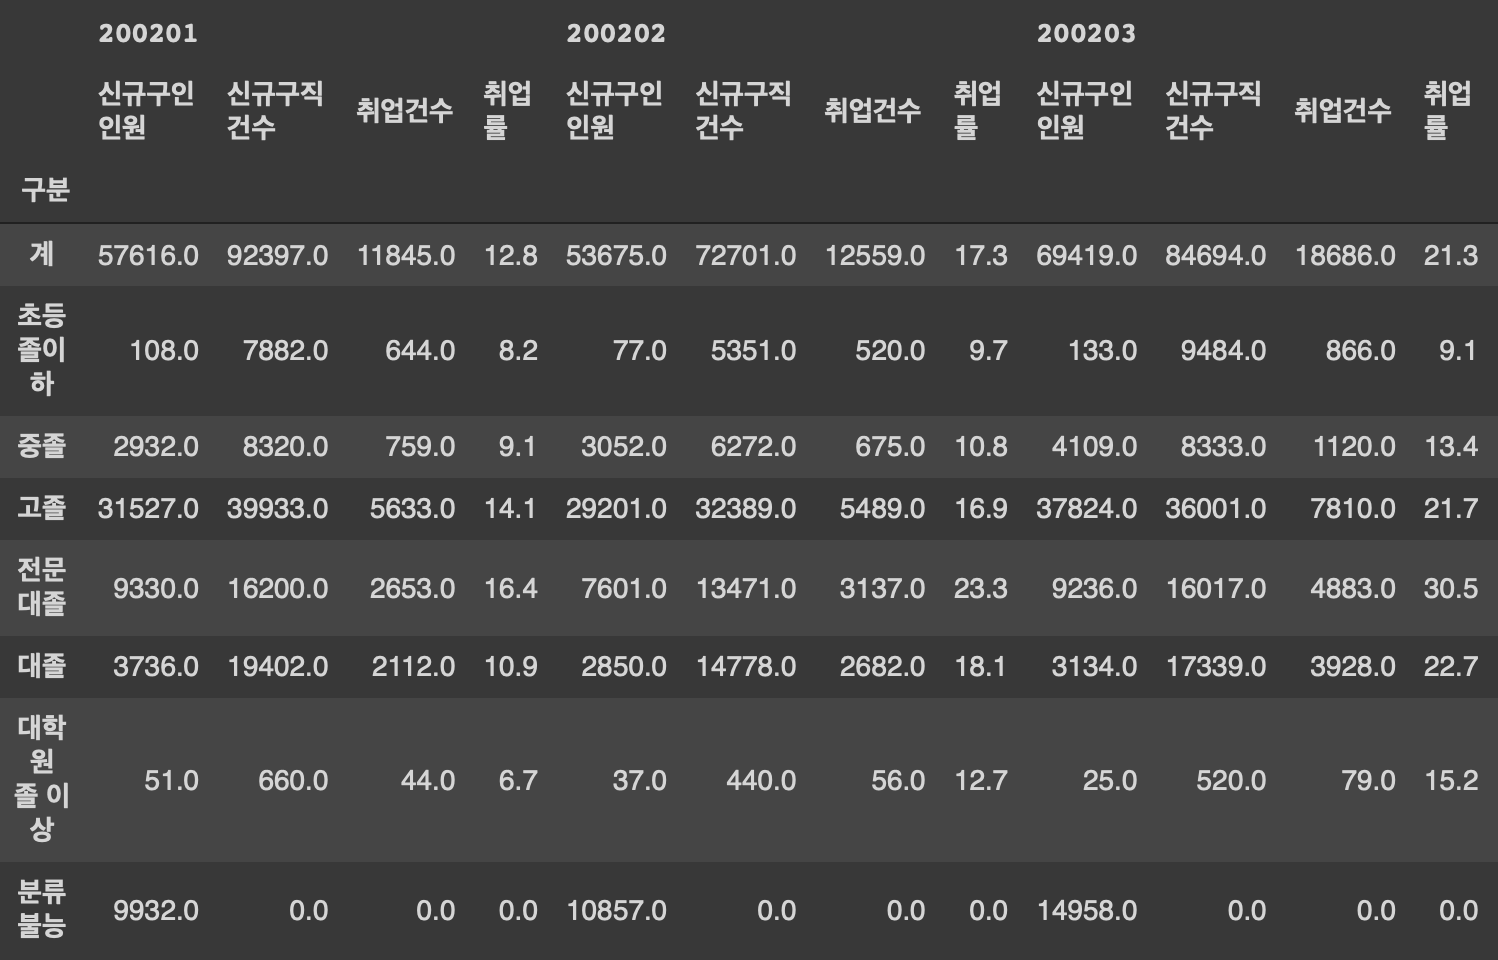 200201 200202 200203
신규구인 신규구직 취업건수 취업 신규구인 신규구직 취업건수 취업 신규구인 신규구직 취업건수 취업
인원 건수 률 인원 건수 률 인원 건수 률
구분
계 57616.0 92397.0 11845.0 12.8 53675.0 72701.0 12559.0 17.3 69419.0 84694.0 18686.0 21.3
초등
졸이 108.0 7882.0 644.0 8.2 77.0 5351.0 520.0 9.7 133.0 9484.0 866.0 9.1
하
중졸 2932.0 8320.0 759.0 9.1 3052.0 6272.0 675.0 10.8 4109.0 8333.0 1120.0 13.4
고졸 31527.0 39933.0 5633.0 14.1 29201.0 32389.0 5489.0 16.9 37824.0 36001.0 7810.0 21.7
전문
대졸 9330.0 16200.0 2653.0 16.4 7601.0 13471.0 3137.0 23.3 9236.0 16017.0 4883.0 30.5
대졸 3736.0 19402.0 2112.0 10.9 2850.0 14778.0 2682.0 18.1 3134.0 17339.0 3928.0 22.7
대학
원
졸 이 51.0 660.0 44.0 6.7 37.0 440.0 56.0 12.7 25.0 520.0 79.0 15.2
상
분류
불능 9932.0 0.0 0.0 0.0 10857.0 0.0 0.0 0.0 14958.0 0.0 0.0 0.0